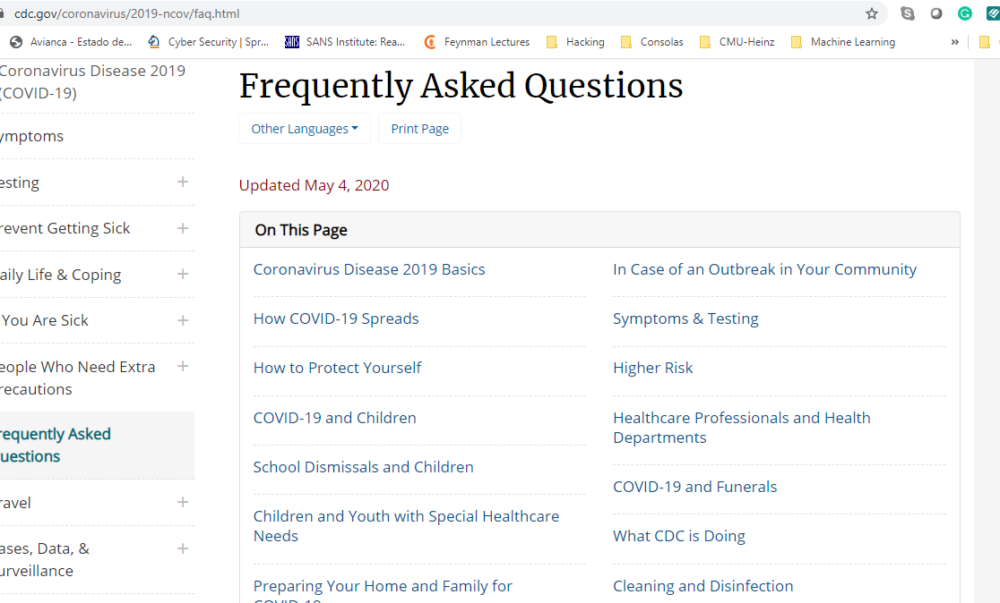 cdc.gov/coronavirus/2019-ncov/faq.html
Avianca - Estado de...
Cyber Security | Spr...
SANS Institute: Rea...
Feynman Lectures
Hacking
Consolas
CMU-Heinz
Machine Learning
»
Coronavirus Disease 2019
(COVID-19)
ymptoms
esting
revent Getting Sick
aily Life & Coping
You Are Sick
eople Who Need Extra
recautions
requently Asked
uestions
ravel
ases, Data, &
urveillance
Frequently Asked Questions
Other Languages
Print Page
Updated May 4, 2020
On This Page
Coronavirus Disease 2019 Basics
How COVID-19 Spreads
How to Protect Yourself
COVID-19 and Children
School Dismissals and Children
Children and Youth with Special Healthcare
Needs
Preparing Your Home and Family for
COVID-19
In Case of an Outbreak in Your Community
Symptoms & Testing
Higher Risk
Healthcare Professionals and Health
Departments
COVID-19 and Funerals
What CDC is Doing
Cleaning and Disinfection